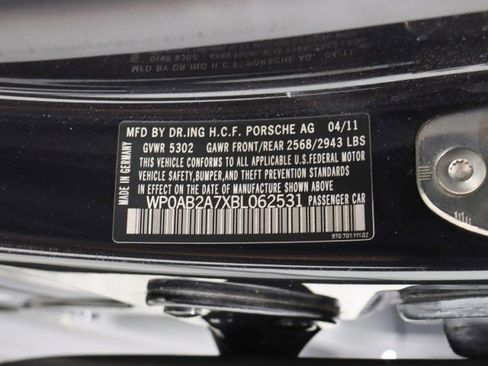 MFD BY DR.ING H.C.F. PORSCHE AG 04/11
GVWR 5302 GAWR FRONT/REAR 2568/2943 LBS
THIS VEHICLE CONFORMS TO ALL APPLICABLE U.S.FEDERAL MOTOR
VEHICLE SAFETY, BUMPER, AND THEFT PREVENTION STANDARDS
IN EFFECT ON THE DATE OF MANUFACTURE SHOWN ABOVE.
WP0AB2A7XBL062531 PASSENGER CAR
MADE IN GERMANY
970.701.111.02